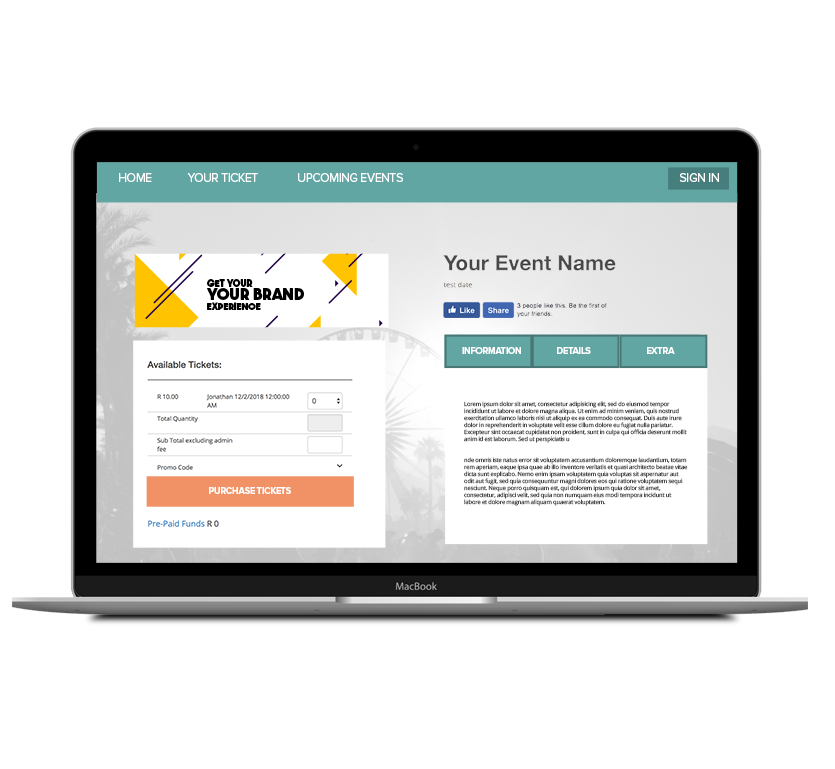 HOME YOUR TICKET UPCOMING EVENTS SIGN IN
GET YOUR
YOUR BRAND
EXPERIENCE
Available Tickets:
R 10.00 Jonathan 12/2/2018 12:00:00 0
AM
Total Quantity
Sub Total excluding admin
fee
Promo Code
PURCHASE TICKETS
Pre-Paid Funds R 0
Your Event Name
test date
Like Share 3 people like this. Be the first of
your friends.
INFORMATION DETAILS EXTRA
Lorem ipsum dolor sit amet, consectetur adipisicing elit, sed do eiusmod tempor
incididunt ut labore et dolore magna aliqua. Ut enim ad minim veniam, quis nostrud
exercitation ullamco laboris nisi ut aliquip ex ea commodo consequat. Duis aute irure
dolor in reprehenderit in voluptate velit esse cillum dolore eu fugiat nulla pariatur.
Excepteur sint occaecat cupidatat non proident, sunt in culpa qui officia deserunt mollit
anim id est laborum. Sed ut perspiciatis u
nde omnis iste natus error sit voluptatem accusantium doloremque laudantium, totam
rem aperiam, eaque ipsa quae ab illo inventore veritatis et quasi architecto beatae vitae
dicta sunt explicabo. Nemo enim ipsam voluptatem quia voluptas sit aspernatur aut
odit aut fugit, sed quia consequuntur magni dolores eos qui ratione voluptatem sequi
nesciunt. Neque porro quisquam est, qui dolorem ipsum quia dolor sit amet,
consectetur, adipisci velit, sed quia non numquam eius modi tempora incidunt ut
labore et dolore magnam aliquam quaerat voluptatem.
MacBook